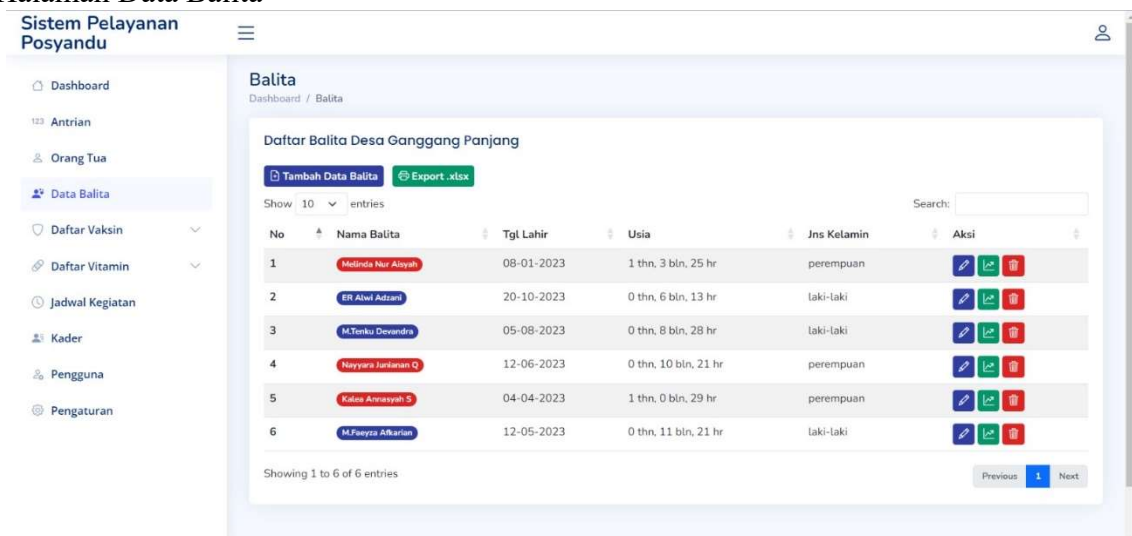 Halaman Data Balita
Sistem Pelayanan
Posyandu
Dashboard
123 Antrian
Orang Tua
Data Balita
Daftar Vaksin
Daftar Vitamin
Jadwal Kegiatan
Kader
Pengguna
Pengaturan
Balita
Dashboard / Balita
Daftar Balita Desa Ganggang Panjang
Tambah Data Balita Export .xlsx
Show 10 entries Search:
No Nama Balita Tgl Lahir Usia Jns Kelamin Aksi
1 Melinda Nur Aisyah 08-01-2023 1 thn, 3 bln, 25 hr perempuan
2 ER Alwi Adzani 20-10-2023 0 thn, 6 bln, 13 hr laki-laki
3 M.Tenku Devandra 05-08-2023 0 thn, 8 bln, 28 hr laki-laki
4 Nayyara Junianan Q 12-06-2023 0 thn, 10 bln, 21 hr perempuan
5 Kalea Annasyah S 04-04-2023 1 thn, 0 bln, 29 hr perempuan
6 M.Faeyza Afkarian 12-05-2023 0 thn, 11 bln, 21 hr laki-laki
Showing 1 to 6 of 6 entries
Previous 1 Next